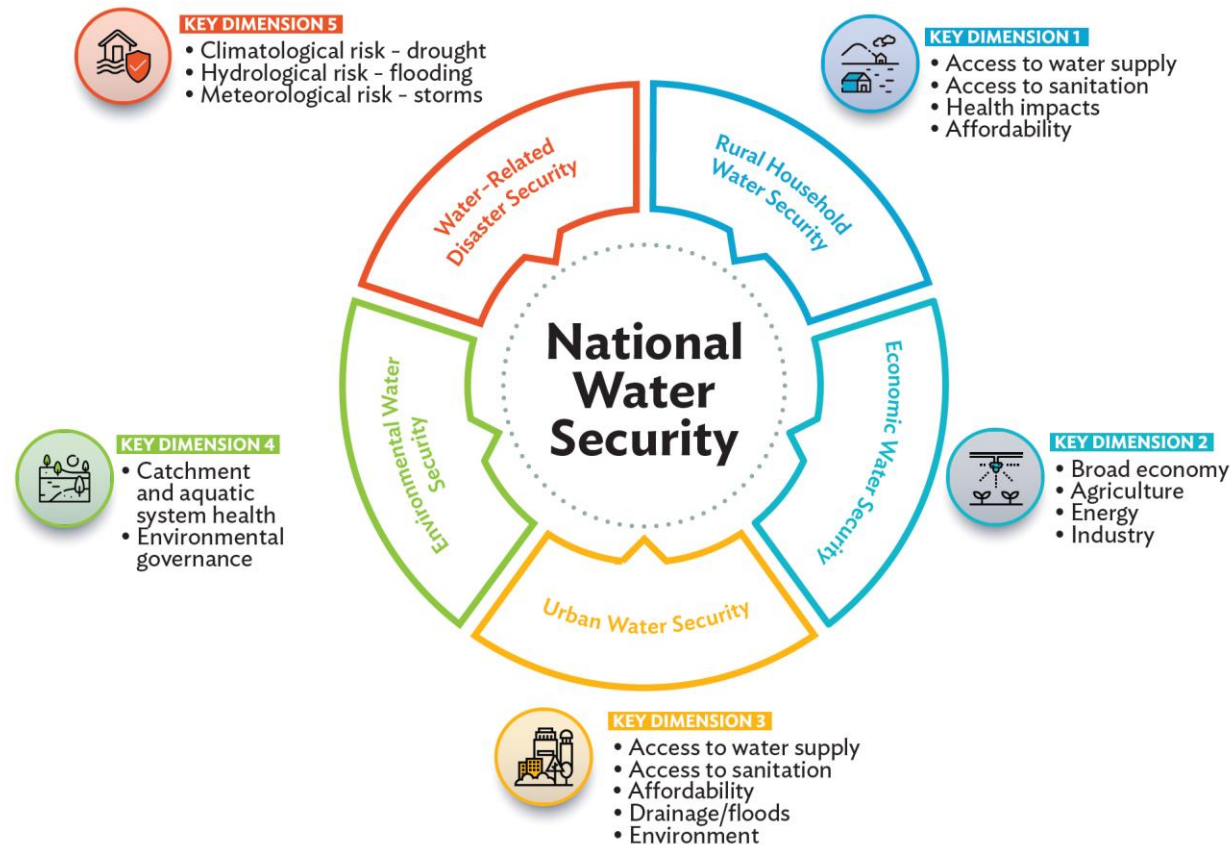 KEY DIMENSION 5
• Climatological risk - drought
• Hydrological risk - flooding
• Meteorological risk - storms
KEY DIMENSION 1
• Access to water supply
• Access to sanitation
• Health impacts
• Affordability
Water-Related
Disaster Security
Rural Household
Water Security
National
Water
Security
Environmental Water
Security
Economic Water Security
KEY DIMENSION 4
• Catchment
and aquatic
system health
• Environmental
governance
KEY DIMENSION 2
• Broad economy
• Agriculture
• Energy
• Industry
Urban Water Security
KEY DIMENSION 3
• Access to water supply
• Access to sanitation
• Affordability
• Drainage/floods
• Environment